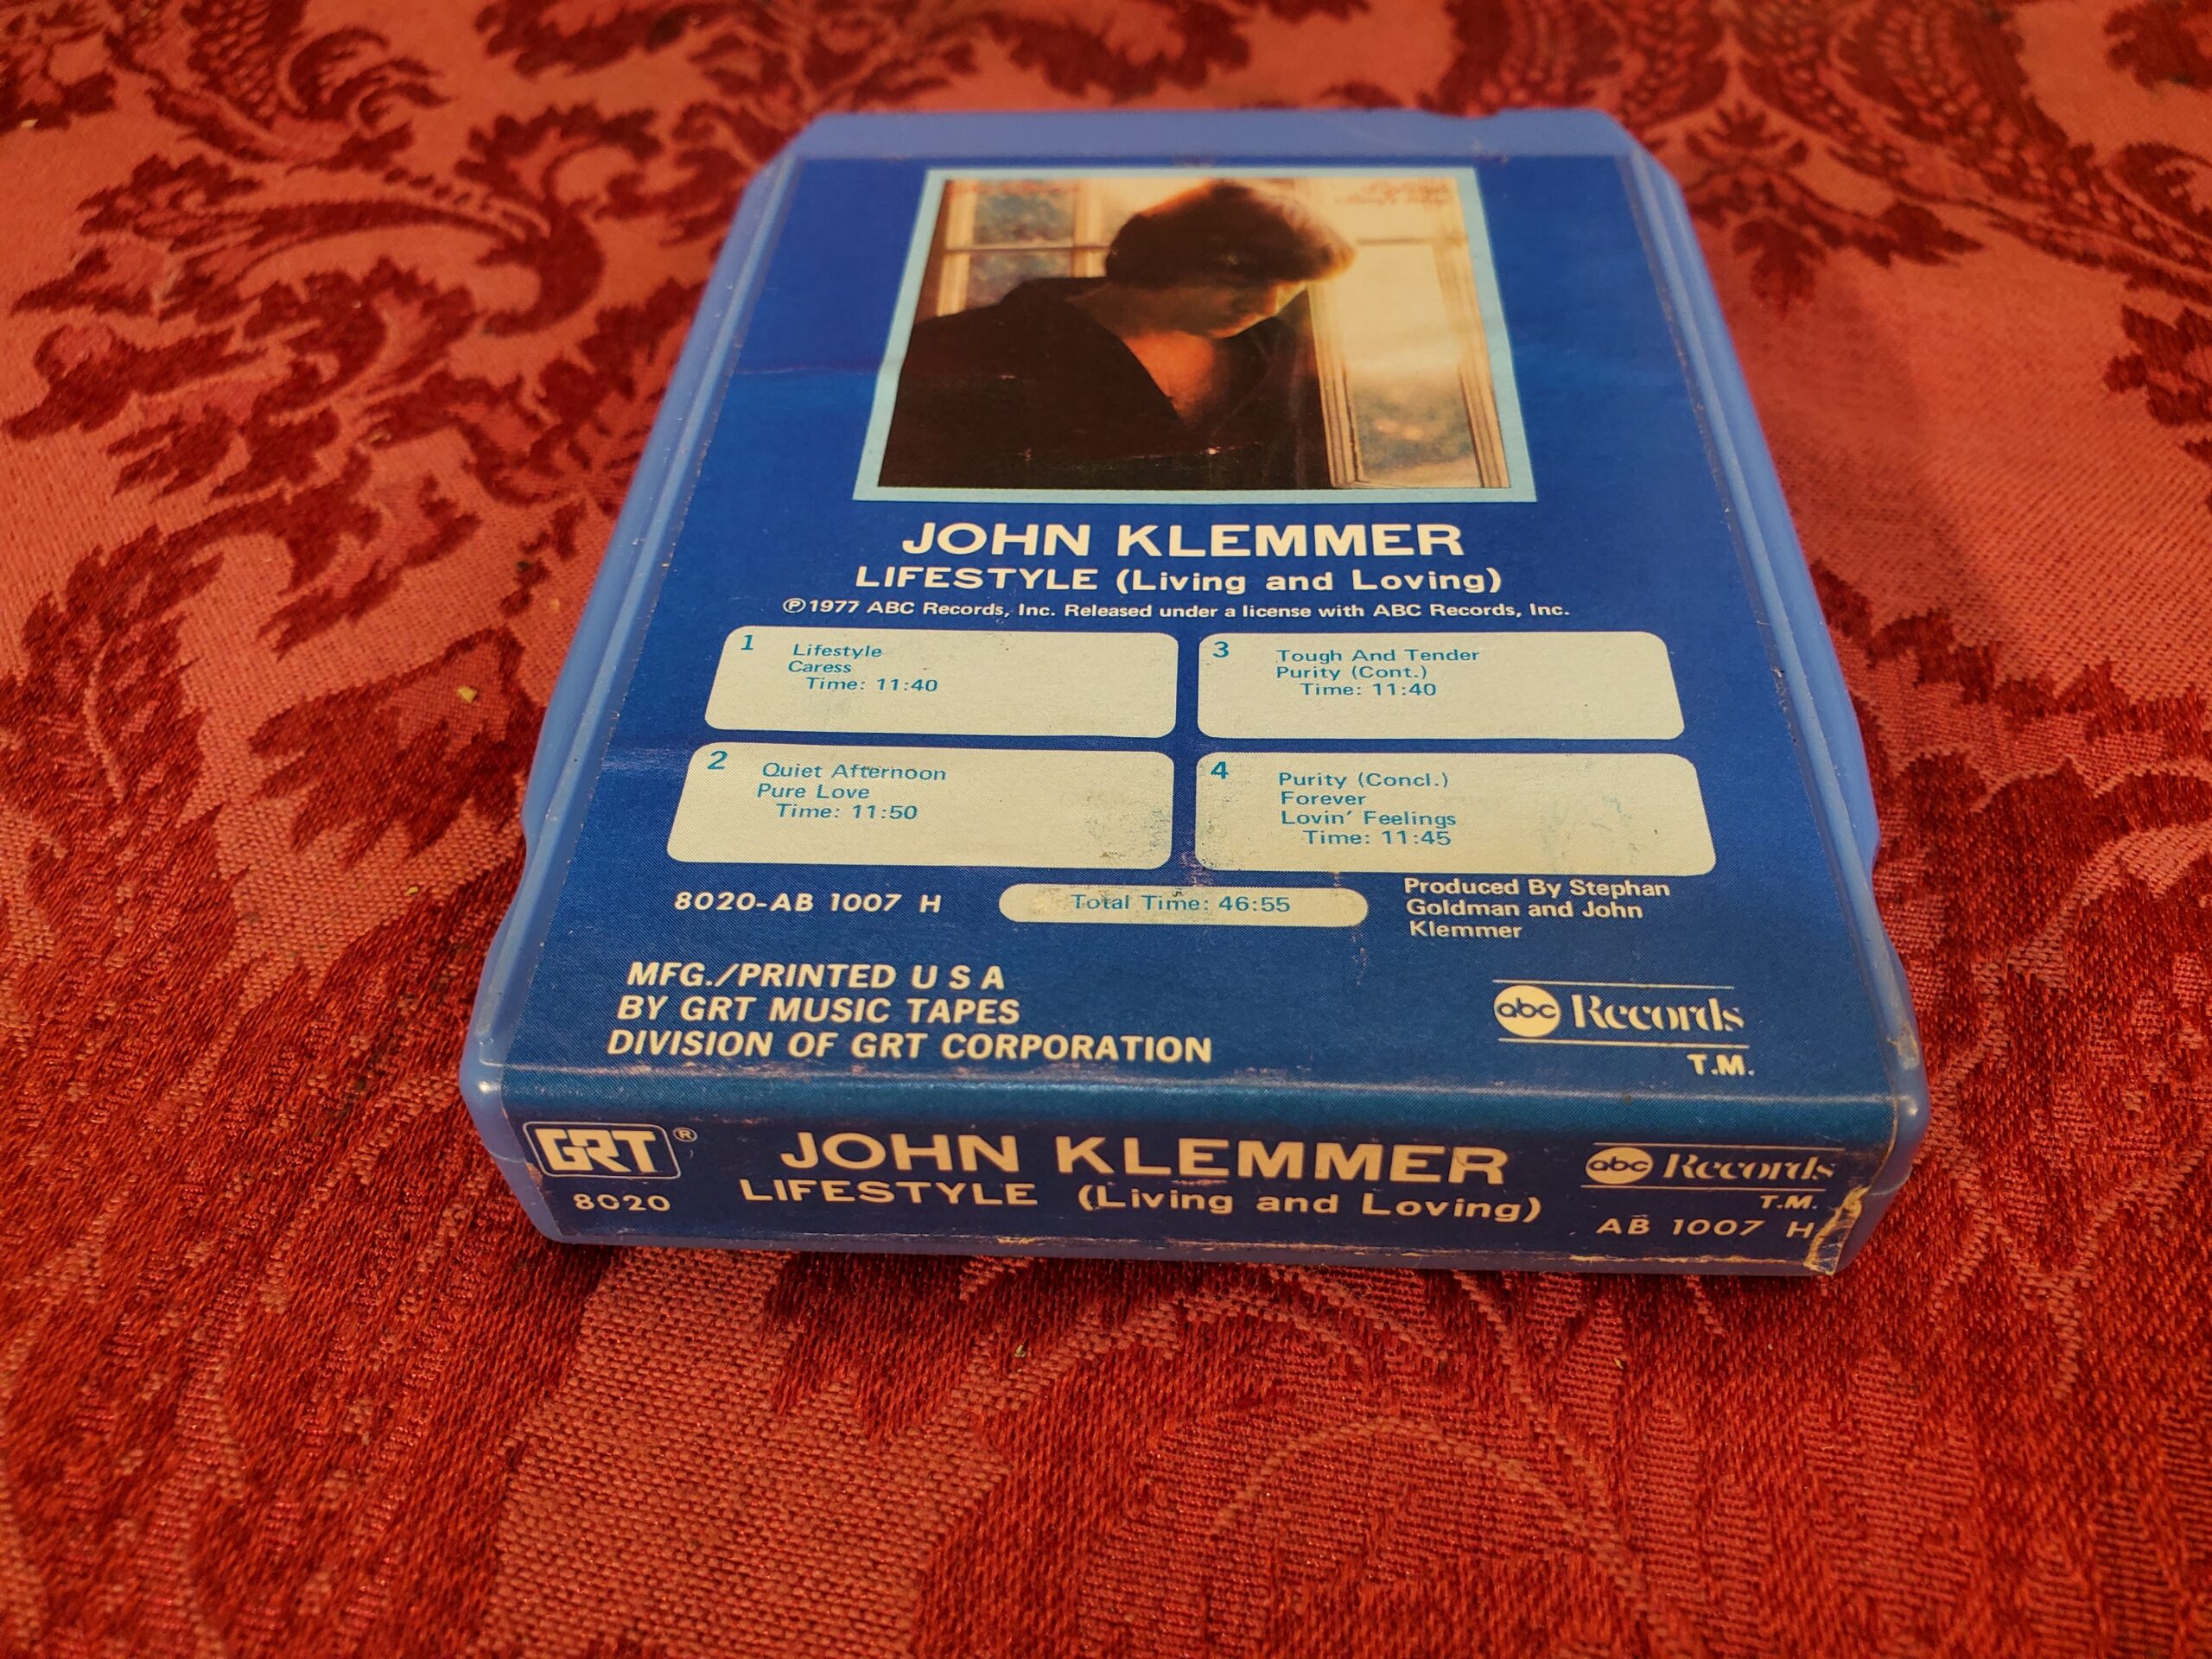 JOHN KLEMMER
LIFESTYLE (Living and Loving)
Ⓟ1977 ABC Records, Inc. Released under a license with ABC Records, Inc.
1
Lifestyle
Caress
Time: 11:40
2
Quiet Afternoon
Pure Love
Time: 11:50
3
Tough And Tender
Purity (Cont.)
Time: 11:40
4
Purity (Concl.)
Forever
Lovin' Feelings
Time: 11:45
8020-AB 1007 H
Total Time: 46:55
Produced By Stephan
Goldman and John
Klemmer
MFG./PRINTED U S A
BY GRT MUSIC TAPES
DIVISION OF GRT CORPORATION
abc Records
T.M.
GRT®
8020
JOHN KLEMMER
LIFESTYLE (Living and Loving)
abc Records
T.M.
AB 1007 H